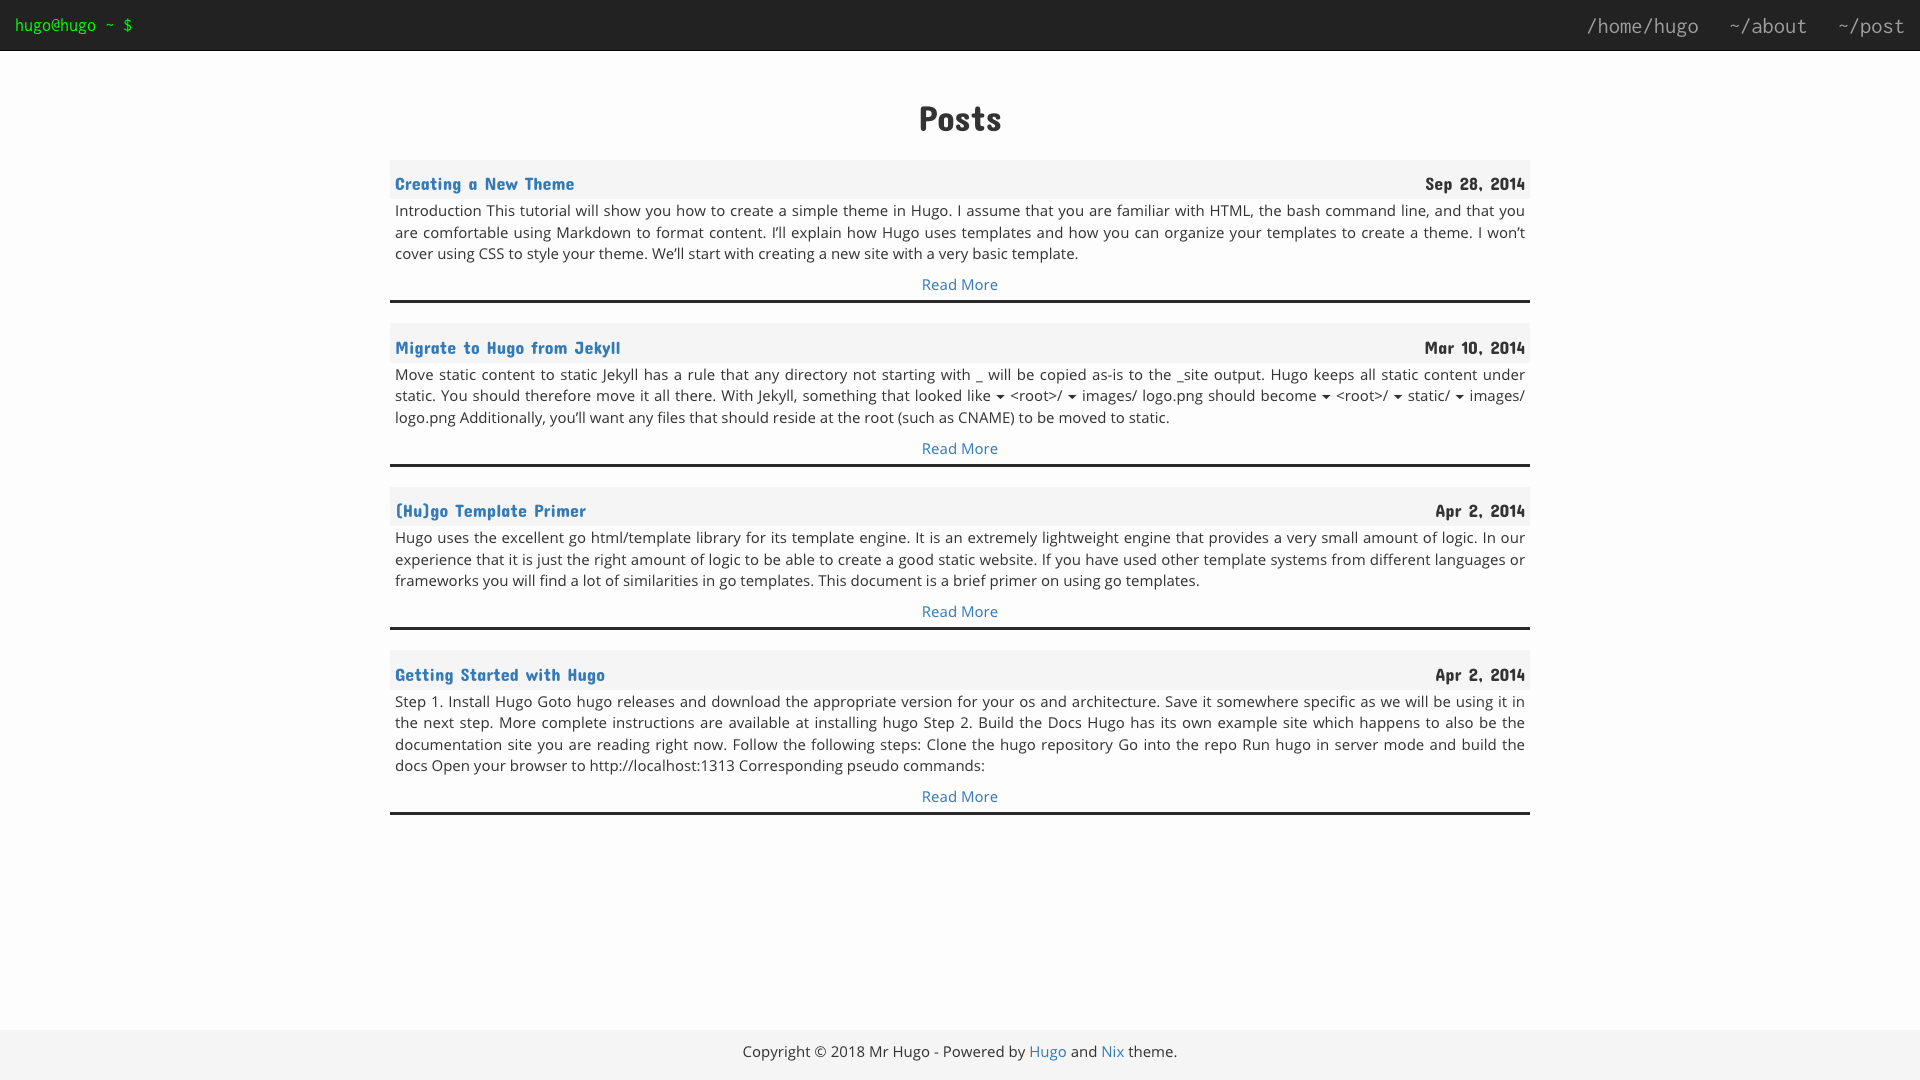 hugo@hugo ~ $
/home/hugo ~/about ~/post
Posts
Creating a New Theme Sep 28, 2014
Introduction This tutorial will show you how to create a simple theme in Hugo. I assume that you are familiar with HTML, the bash command line, and that you
are comfortable using Markdown to format content. I’ll explain how Hugo uses templates and how you can organize your templates to create a theme. I won’t
cover using CSS to style your theme. We’ll start with creating a new site with a very basic template.
Read More
Migrate to Hugo from Jekyll Mar 10, 2014
Move static content to static Jekyll has a rule that any directory not starting with _ will be copied as-is to the _site output. Hugo keeps all static content under
static. You should therefore move it all there. With Jekyll, something that looked like ▾ <root>/ ▾ images/ logo.png should become ▾ <root>/ ▾ static/ ▾ images/
logo.png Additionally, you’ll want any files that should reside at the root (such as CNAME) to be moved to static.
Read More
(Hu)go Template Primer Apr 2, 2014
Hugo uses the excellent go html/template library for its template engine. It is an extremely lightweight engine that provides a very small amount of logic. In our
experience that it is just the right amount of logic to be able to create a good static website. If you have used other template systems from different languages or
frameworks you will find a lot of similarities in go templates. This document is a brief primer on using go templates.
Read More
Getting Started with Hugo Apr 2, 2014
Step 1. Install Hugo Goto hugo releases and download the appropriate version for your os and architecture. Save it somewhere specific as we will be using it in
the next step. More complete instructions are available at installing hugo Step 2. Build the Docs Hugo has its own example site which happens to also be the
documentation site you are reading right now. Follow the following steps: Clone the hugo repository Go into the repo Run hugo in server mode and build the
docs Open your browser to http://localhost:1313 Corresponding pseudo commands:
Read More
Copyright © 2018 Mr Hugo - Powered by Hugo and Nix theme.